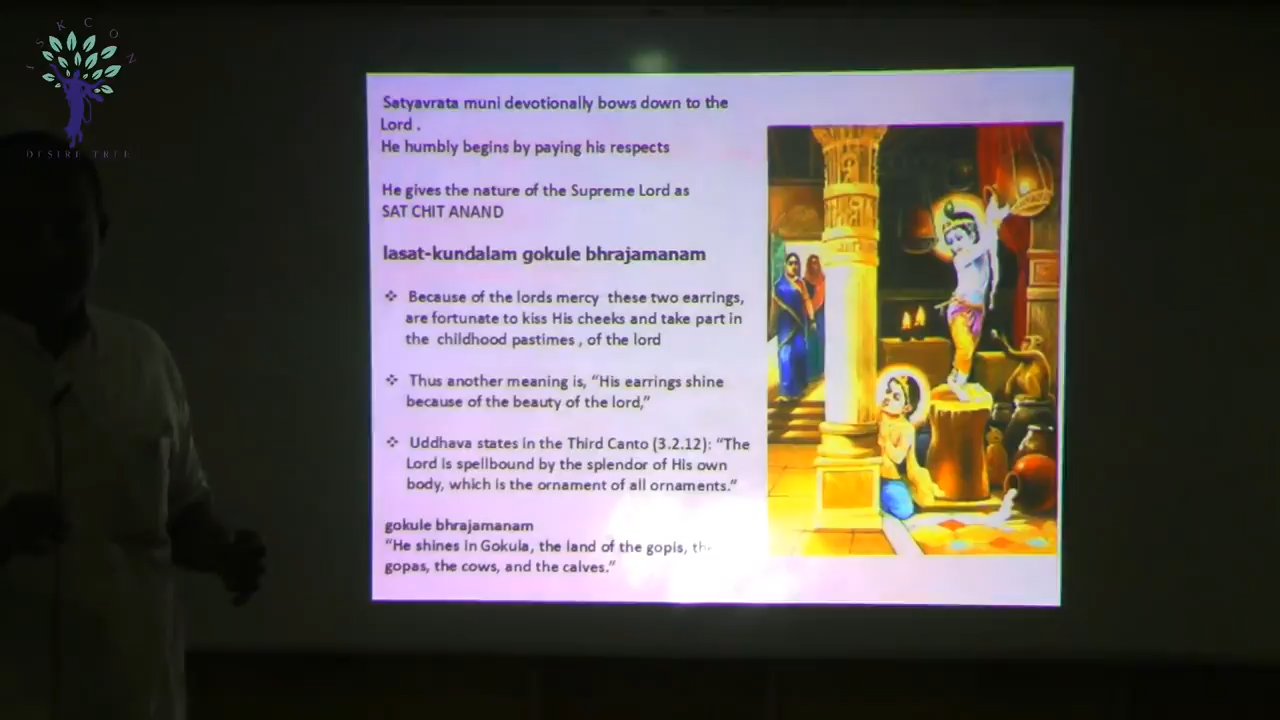 ISKCON
DESIRE TREE
Satyavrata muni devotionally bows down to the
Lord .
He humbly begins by paying his respects
He gives the nature of the Supreme Lord as
SAT CHIT ANAND
lasat-kundalam gokule bhrajamanam
❖ Because of the lords mercy these two earrings,
are fortunate to kiss His cheeks and take part in
the childhood pastimes , of the lord
❖ Thus another meaning is, “His earrings shine
because of the beauty of the lord,”
❖ Uddhava states in the Third Canto (3.2.12): “The
Lord is spellbound by the splendor of His own
body, which is the ornament of all ornaments.”
gokule bhrajamanam
“He shines in Gokula, the land of the gopis,
gopas, the cows, and the calves.”